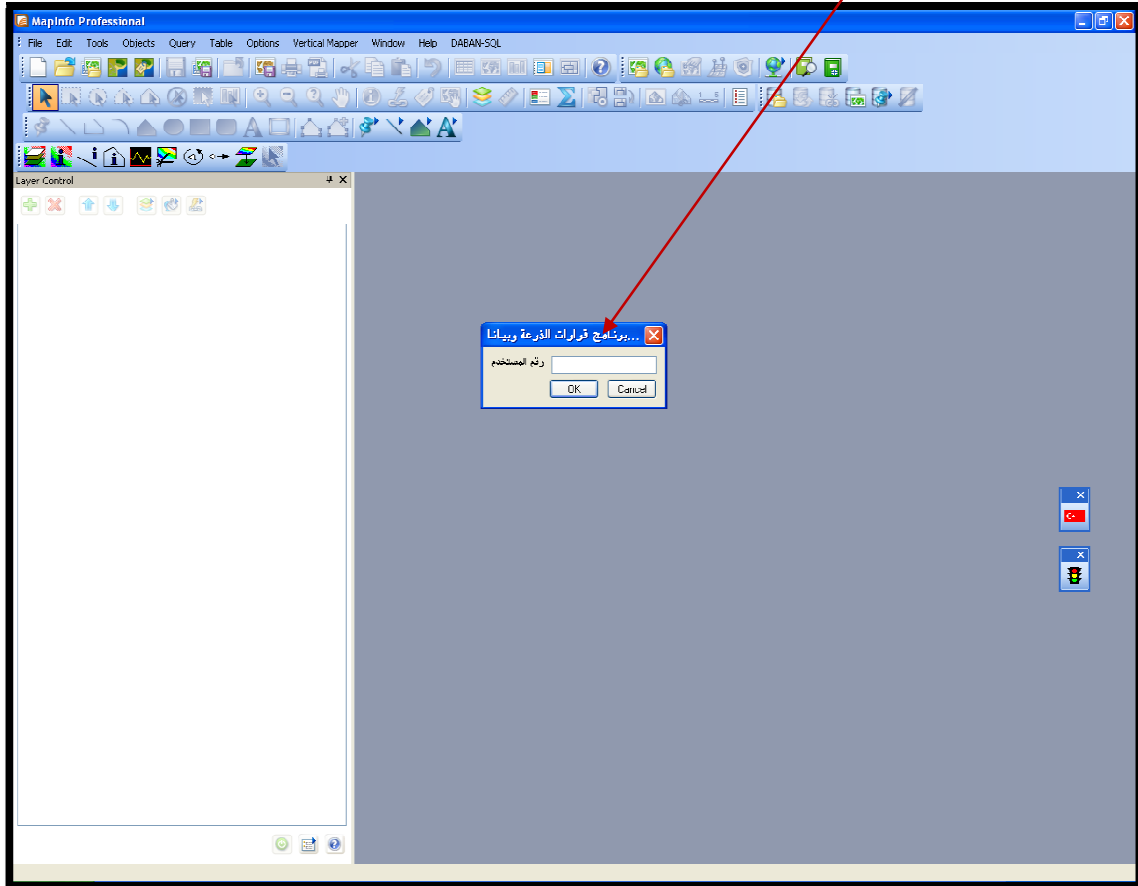 MapInfo Professional
File Edit Tools Objects Query Table Options Vertical Mapper Window Help DABAN-SQL
Layer Control
برنامج قرارات الذرعة وبيانا...
رقم المستخدم
OK Cancel